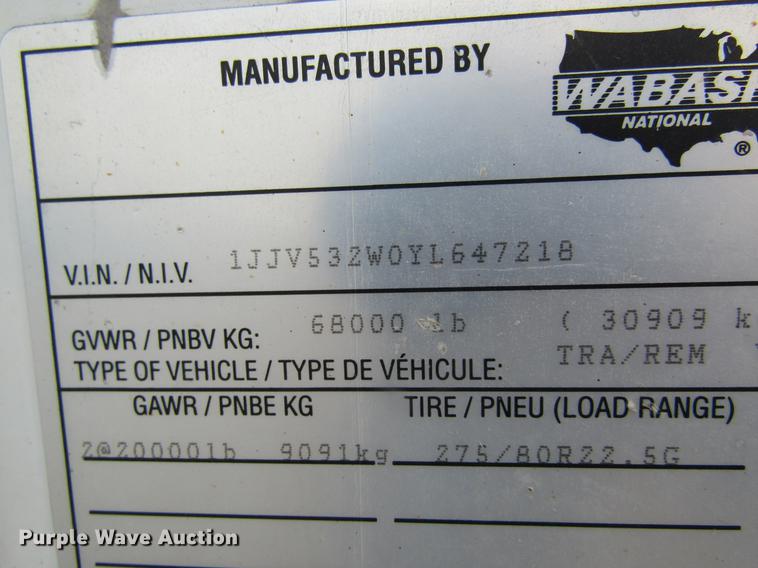 MANUFACTURED BY
WABASH
NATIONAL
®
V.I.N. / N.I.V. 1JJV532W0YL647218
GVWR / PNBV KG: 68000 lb ( 30909 k
TYPE OF VEHICLE / TYPE DE VÉHICULE: TRA/REM
GAWR / PNBE KG TIRE / PNEU (LOAD RANGE)
2@20000lb 9091kg 275/80R22.5G
Purple Wave Auction